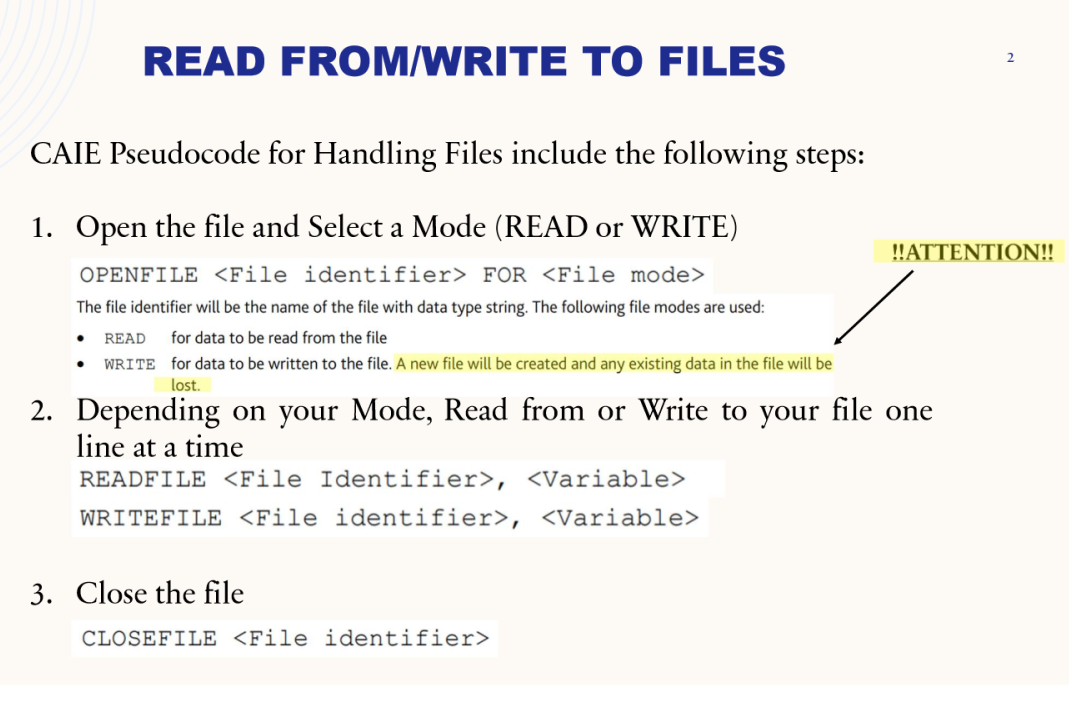 READ FROM/WRITE TO FILES
2
CAIE Pseudocode for Handling Files include the following steps:
1. Open the file and Select a Mode (READ or WRITE)
!!ATTENTION!!
OPENFILE <File identifier> FOR <File mode>
The file identifier will be the name of the file with data type string. The following file modes are used:
• READ for data to be read from the file
• WRITE for data to be written to the file. A new file will be created and any existing data in the file will be
lost.
2. Depending on your Mode, Read from or Write to your file one
line at a time
READFILE <File Identifier>, <Variable>
WRITEFILE <File identifier>, <Variable>
3. Close the file
CLOSEFILE <File identifier>